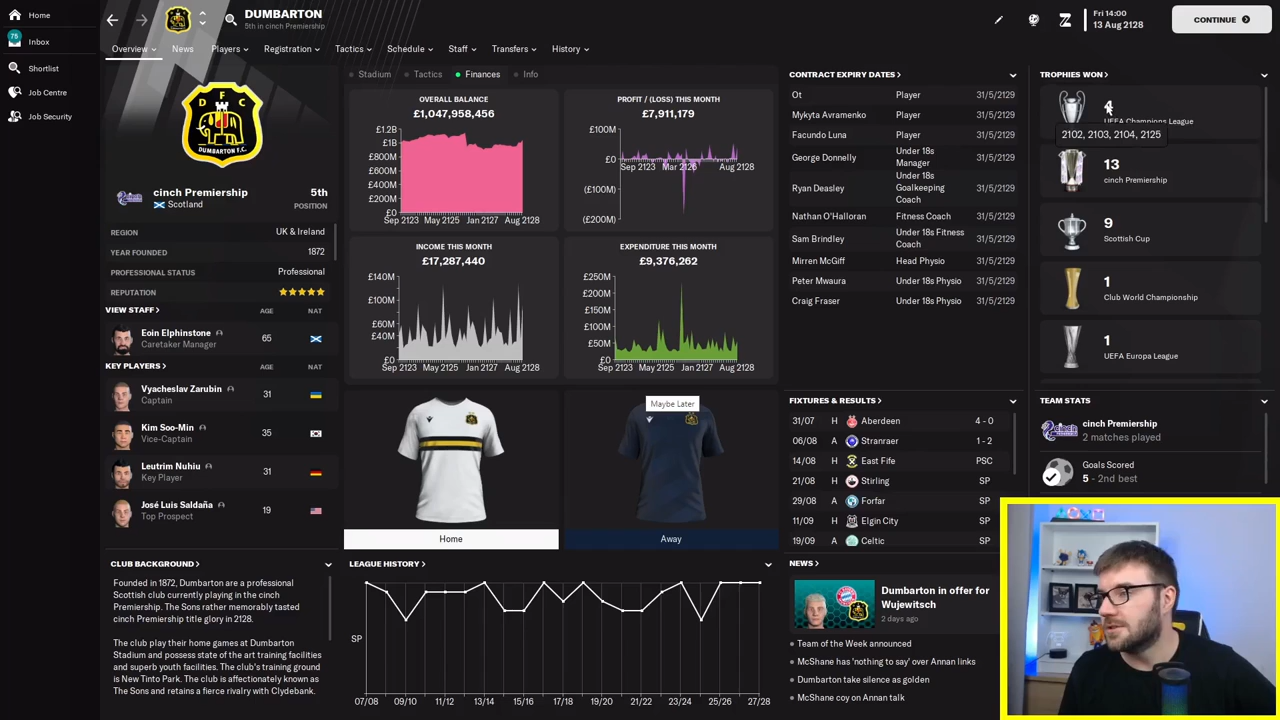 Home
75
Inbox
Shortlist
Job Centre
Job Security
DUMBARTON
5th in cinch Premiership
Fri 14:00
13 Aug 2128
CONTINUE
Overview
News
Players
Registration
Tactics
Schedule
Staff
Transfers
History
D F C
DUMBARTON F.C.
cinch Premiership
Scotland
5th
POSITION
REGION
UK & Ireland
YEAR FOUNDED
1872
PROFESSIONAL STATUS
Professional
REPUTATION
VIEW STAFF
AGE
NAT
Eoin Elphinstone
Caretaker Manager
65
KEY PLAYERS
AGE
NAT
Vyacheslav Zarubin
Captain
31
Kim Soo-Min
Vice-Captain
35
Leutrim Nuhiu
Key Player
31
José Luis Saldaña
Top Prospect
19
CLUB BACKGROUND
Founded in 1872, Dumbarton are a professional
Scottish club currently playing in the cinch
Premiership. The Sons rather memorably tasted
cinch Premiership title glory in 2128.
The club play their home games at Dumbarton
Stadium and possess state of the art training facilities
and superb youth facilities. The club's training ground
is New Tinto Park. The club is affectionately known as
The Sons and retains a fierce rivalry with Clydebank.
Stadium
Tactics
Finances
Info
OVERALL BALANCE
£1,047,958,456
£1.2B
£1B
£800M
£600M
£400M
£200M
£0
Sep 2123
May 2125
Jan 2127
Aug 2128
PROFIT / (LOSS) THIS MONTH
£7,911,179
£100M
£0
(£100M)
(£200M)
Sep 2123
Mar 2126
Aug 2128
INCOME THIS MONTH
£17,287,440
£140M
£100M
£80M
£60M
£40M
£0
Sep 2123
May 2125
Jan 2127
Aug 2128
EXPENDITURE THIS MONTH
£9,376,262
£250M
£200M
£150M
£100M
£50M
£0
Sep 2123
May 2125
Jan 2127
Aug 2128
Maybe Later
Home
Away
LEAGUE HISTORY
SP
07/08
09/10
11/12
13/14
15/16
17/18
19/20
21/22
23/24
25/26
27/28
CONTRACT EXPIRY DATES
Ot
Player
31/5/2129
Mykyta Avramenko
Player
31/5/2129
Facundo Luna
Player
31/5/2129
George Donnelly
Under 18s
Manager
31/5/2129
Ryan Deasley
Under 18s
Goalkeeping
Coach
31/5/2129
Nathan O'Halloran
Fitness Coach
31/5/2129
Sam Brindley
Under 18s Fitness
Coach
31/5/2129
Mirren McGiff
Head Physio
31/5/2129
Peter Mwaura
Under 18s Physio
31/5/2129
Craig Fraser
Under 18s Physio
31/5/2129
FIXTURES & RESULTS
31/07 H Aberdeen 4 - 0
06/08 A Stranraer 1 - 2
14/08 H East Fife PSC
21/08 H Stirling SP
29/08 A Forfar SP
11/09 H Elgin City SP
19/09 A Celtic SP
NEWS
Dumbarton in offer for
Wujewitsch
2 days ago
Team of the Week announced
McShane has 'nothing to say' over Annan links
Dumbarton take silence as golden
McShane coy on Annan talk
TROPHIES WON
4
UEFA Champions League
2102, 2103, 2104, 2125
13
cinch Premiership
9
Scottish Cup
1
Club World Championship
1
UEFA Europa League
TEAM STATS
cinch
cinch Premiership
2 matches played
Goals Scored
5 - 2nd best